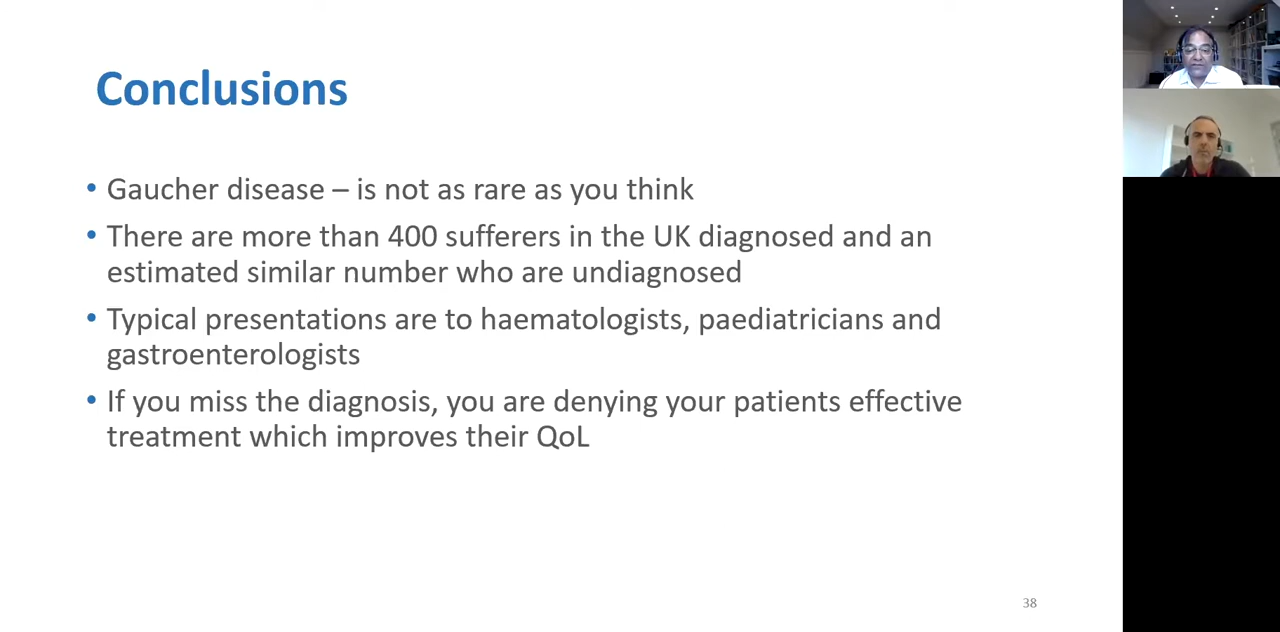 Conclusions
• Gaucher disease – is not as rare as you think
• There are more than 400 sufferers in the UK diagnosed and an
estimated similar number who are undiagnosed
• Typical presentations are to haematologists, paediatricians and
gastroenterologists
• If you miss the diagnosis, you are denying your patients effective
treatment which improves their QoL
38